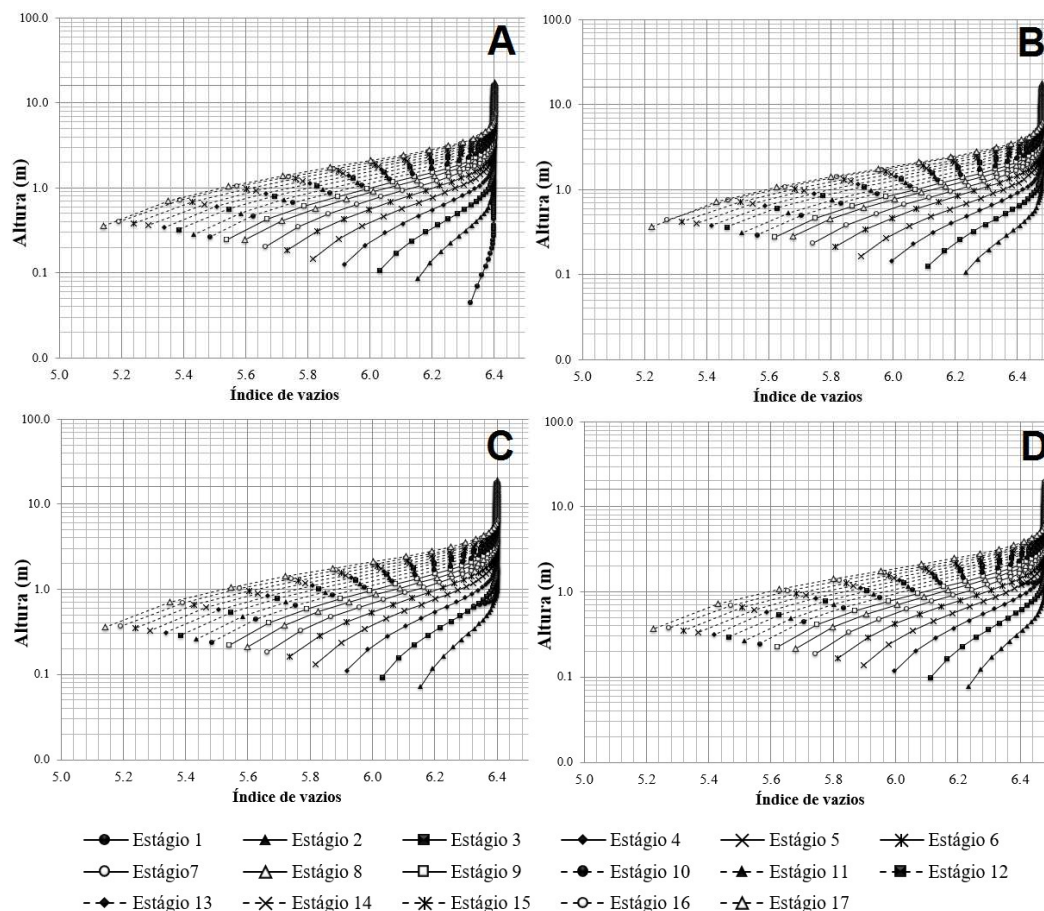 A
100.0
10.0
1.0
0.1
0.0
Altura (m)
5.0 5.2 5.4 5.6 5.8 6.0 6.2 6.4
Índice de vazios
B
100.0
10.0
1.0
0.1
0.0
Altura (m)
5.0 5.2 5.4 5.6 5.8 6.0 6.2 6.4
Índice de vazios
C
100.0
10.0
1.0
0.1
0.0
Altura (m)
5.0 5.2 5.4 5.6 5.8 6.0 6.2 6.4
Índice de vazios
D
100.0
10.0
1.0
0.1
0.0
Altura (m)
5.0 5.2 5.4 5.6 5.8 6.0 6.2 6.4
Índice de vazios
Estágio 1 Estágio 2 Estágio 3 Estágio 4 Estágio 5 Estágio 6
Estágio7 Estágio 8 Estágio 9 Estágio 10 Estágio 11 Estágio 12
Estágio 13 Estágio 14 Estágio 15 Estágio 16 Estágio 17